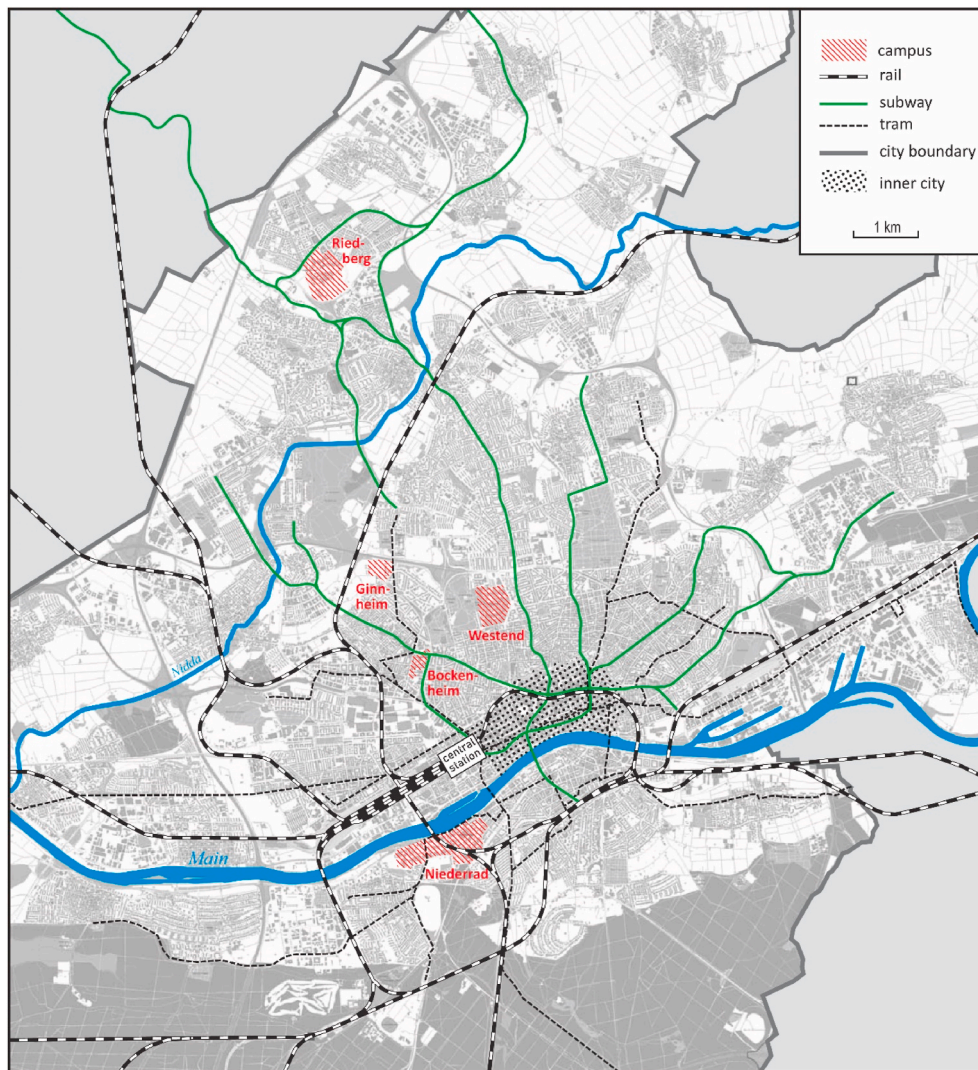 campus
rail
subway
tram
city boundary
inner city
1 km
Ried-
berg
Ginn-
heim
Westend
Nidda
Bocken-
heim
central
station
Main
Niederrad